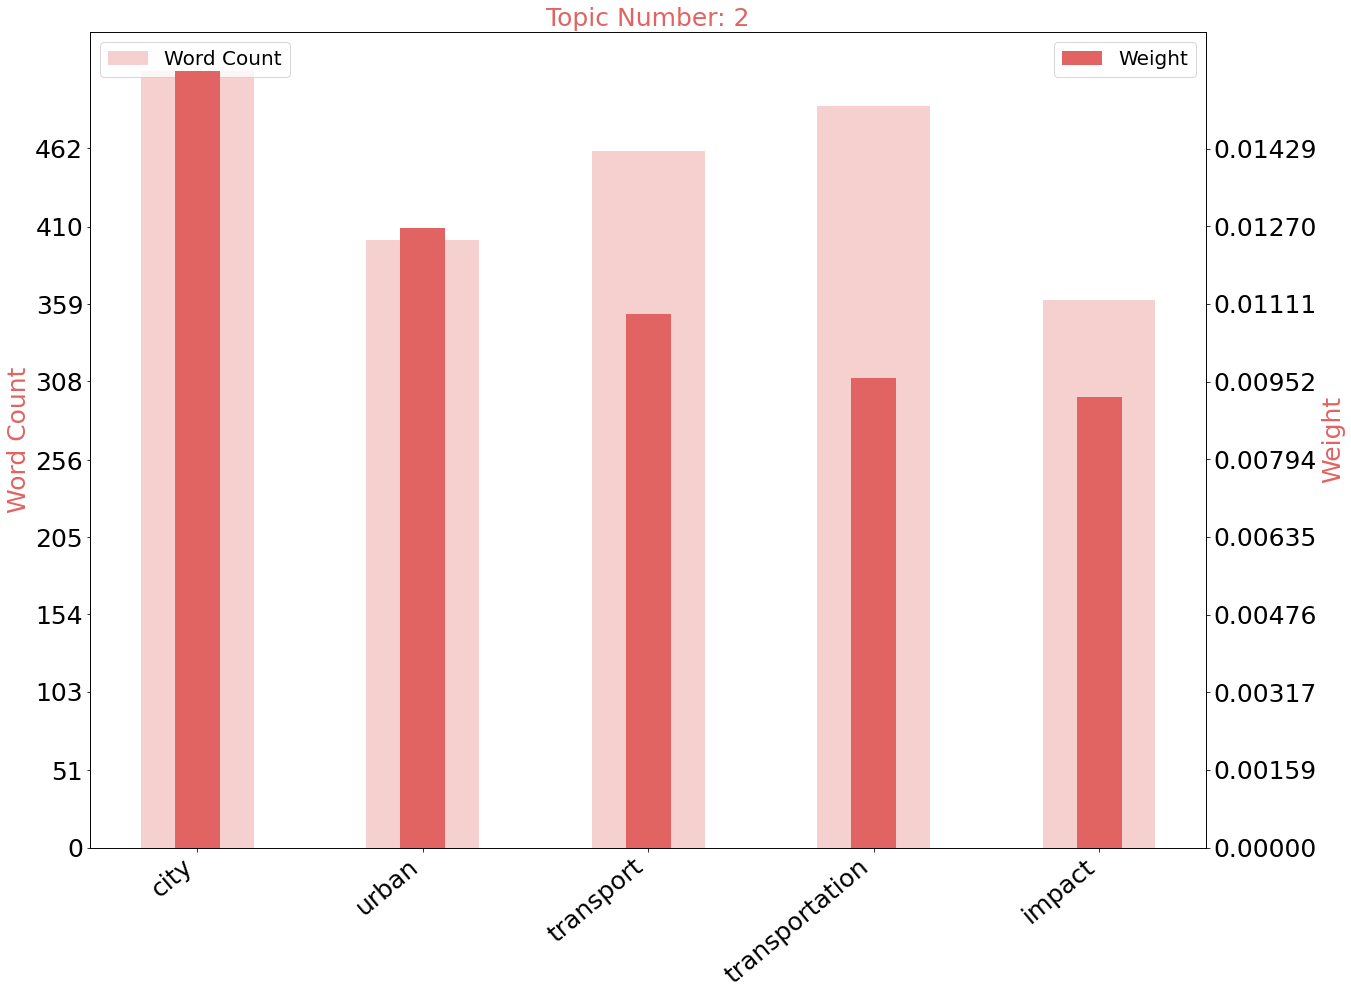 Topic Number: 2
Word Count
Weight
462
410
359
308
256
205
154
103
51
0
Word Count
0.01429
0.01270
0.01111
0.00952
0.00794
0.00635
0.00476
0.00317
0.00159
0.00000
Weight
city
urban
transport
transportation
impact